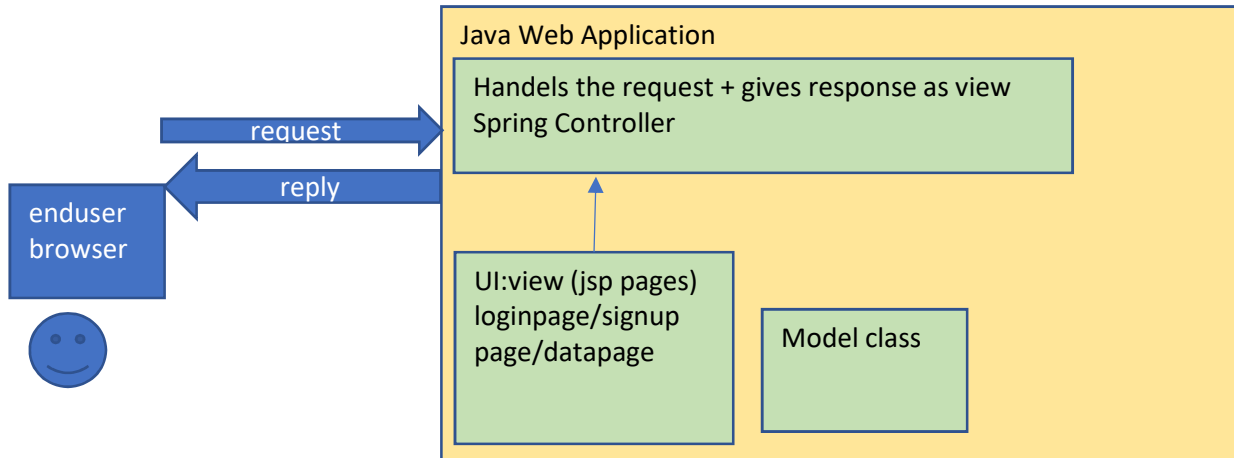 Java Web Application
Handels the request + gives response as view
Spring Controller
request
reply
enduser
browser
UI:view (jsp pages)
loginpage/signup
page/datapage
Model class